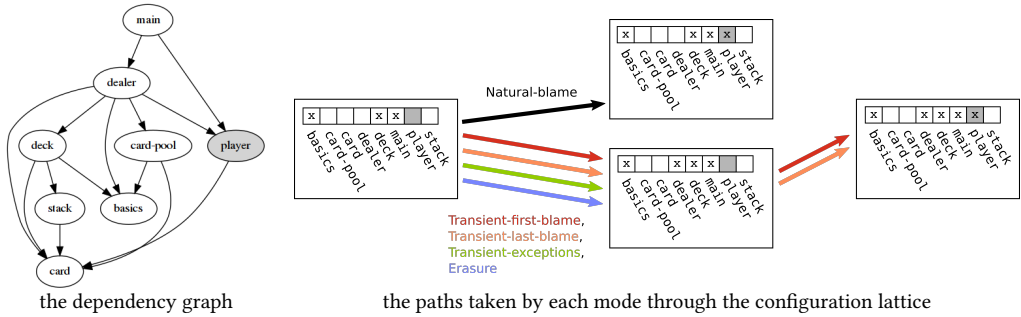 main
dealer
deck
card-pool
player
stack
basics
card
the dependency graph
x x x
basics
card-pool
card
dealer
deck
main
player
stack
Natural-blame
Transient-first-blame,
Transient-last-blame,
Transient-exceptions,
Erasure
x x x x
basics
card-pool
card
dealer
deck
main
player
stack
x x x x
basics
card-pool
card
dealer
deck
main
player
stack
x x x x x
basics
card-pool
card
dealer
deck
main
player
stack
the paths taken by each mode through the configuration lattice